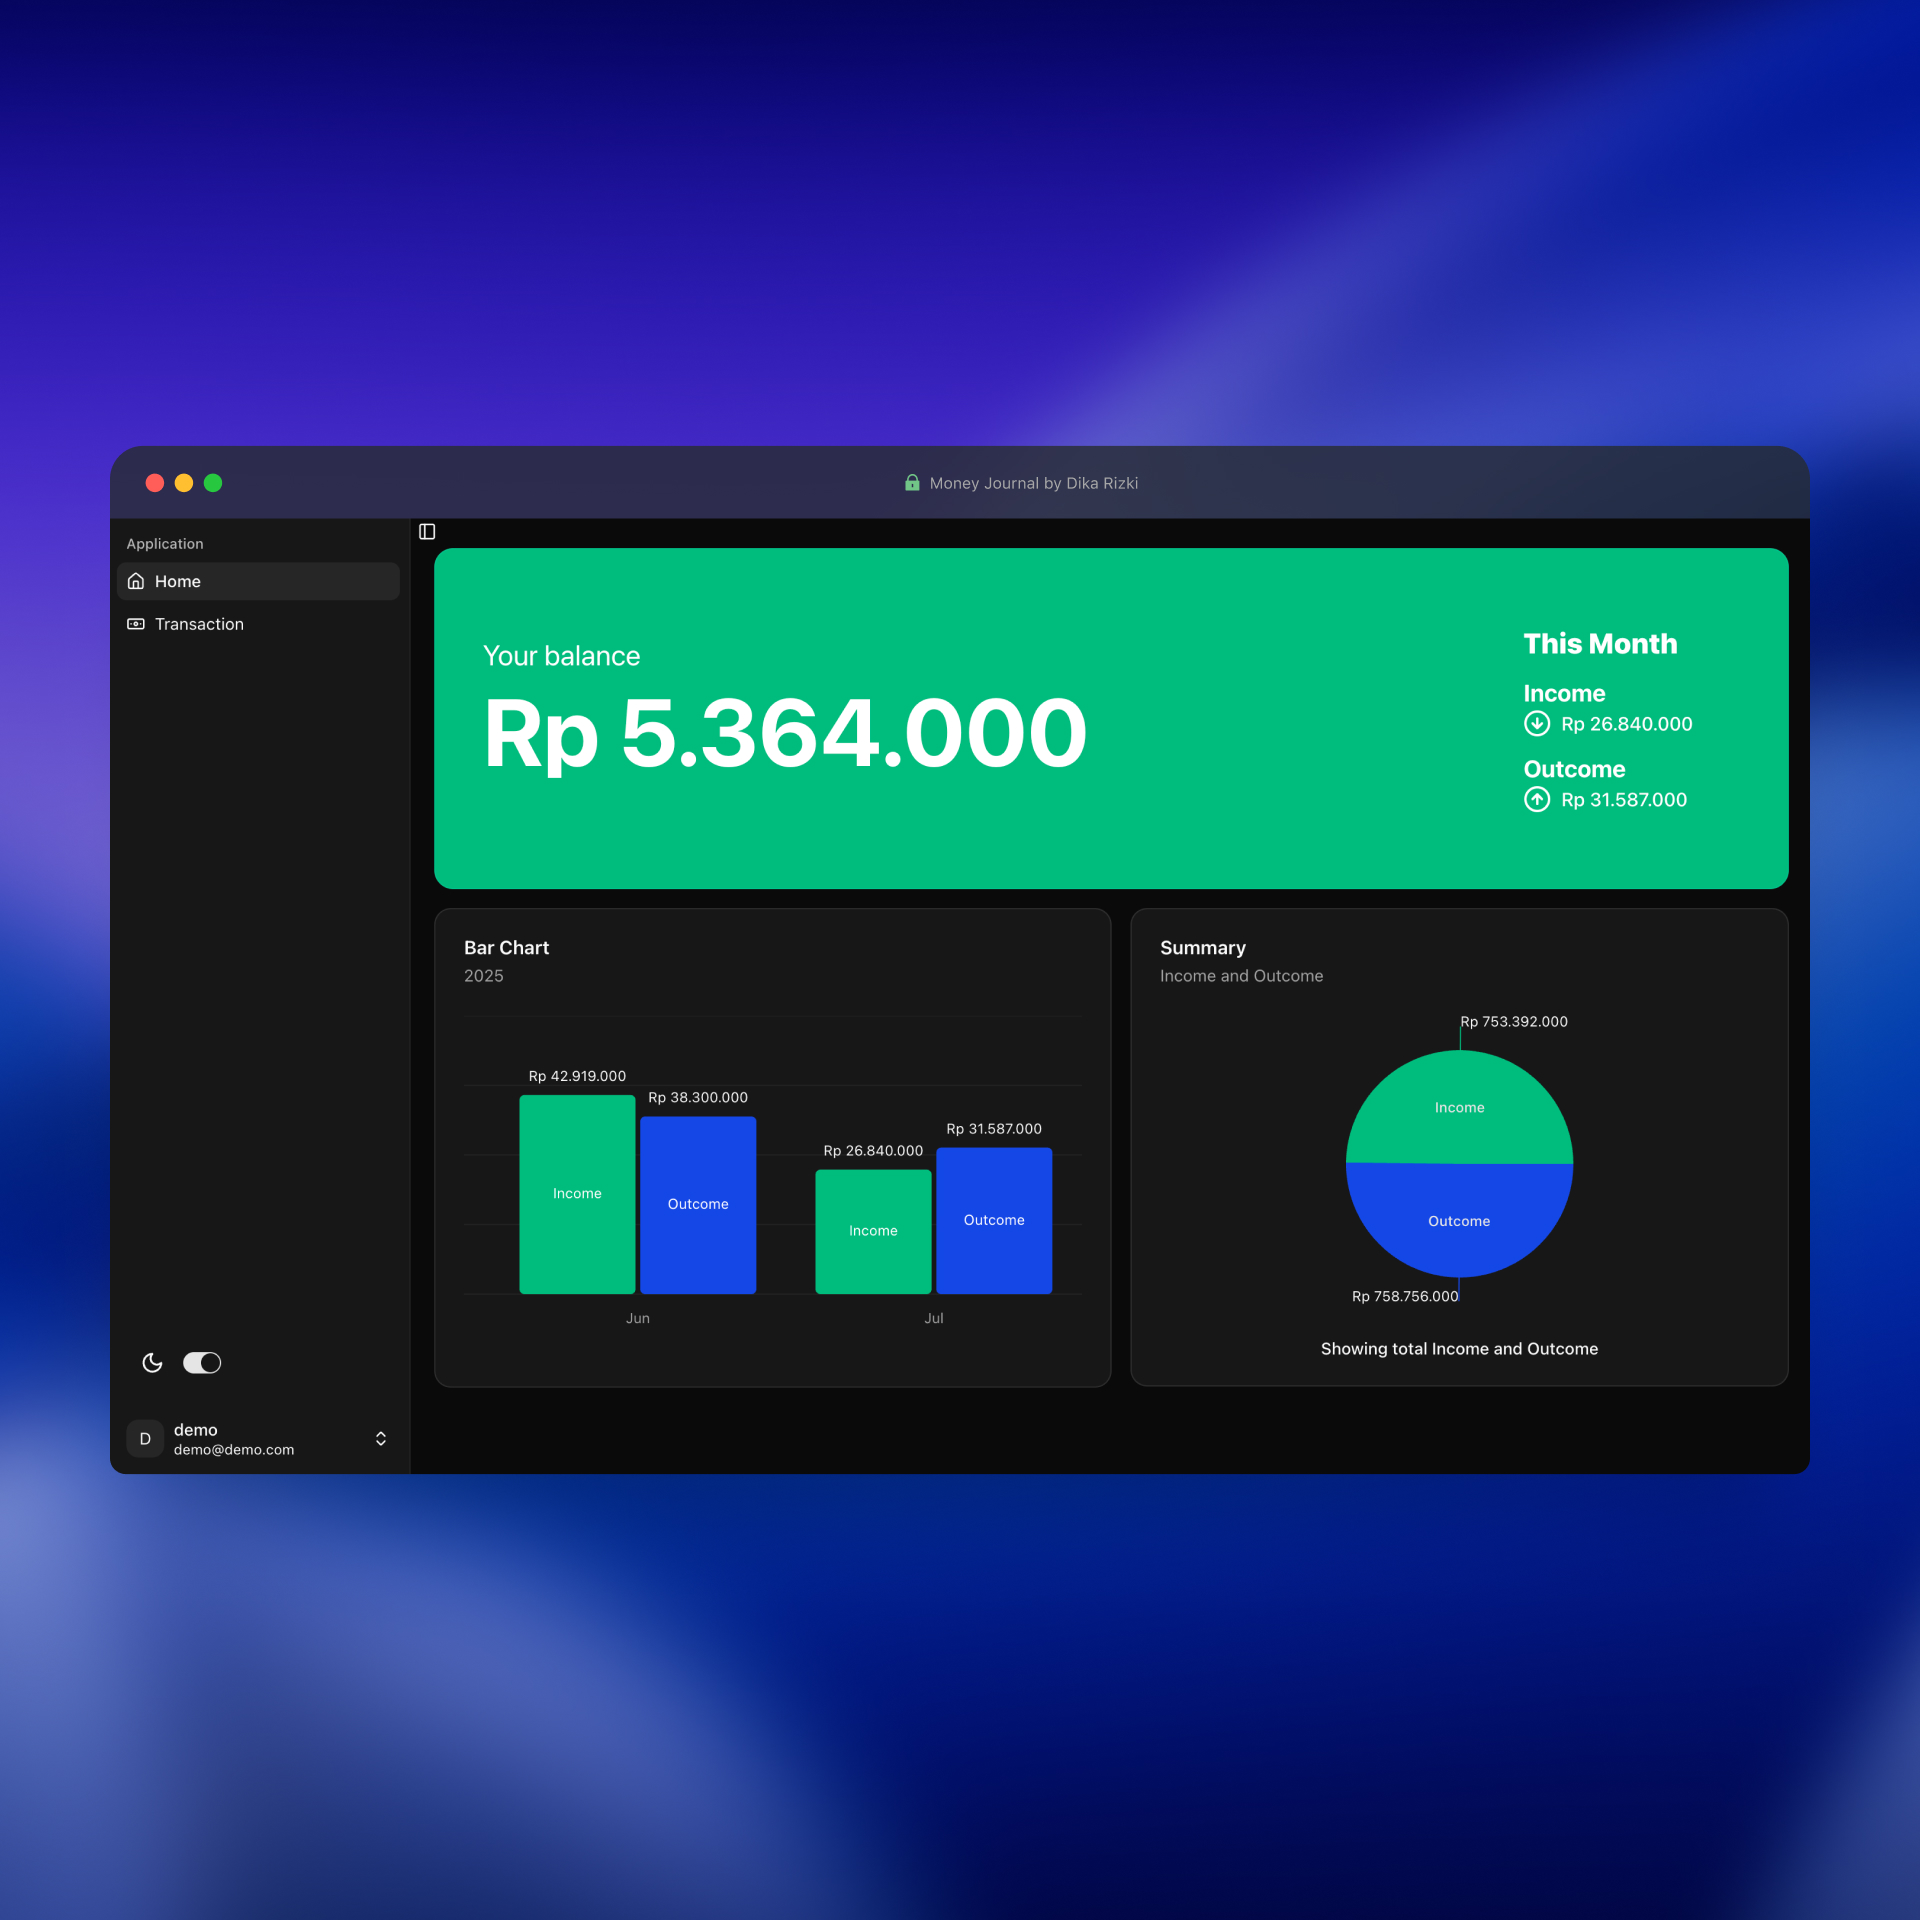 Money Journal by Dika Rizki
Application
Home
Transaction
Your balance
Rp 5.364.000
This Month
Income
Rp 26.840.000
Outcome
Rp 31.587.000
Bar Chart
2025
Rp 42.919.000
Rp 38.300.000
Rp 26.840.000
Rp 31.587.000
Income
Outcome
Income
Outcome
Jun
Jul
Summary
Income and Outcome
Rp 753.392.000
Income
Outcome
Rp 758.756.000
Showing total Income and Outcome
D
demo
demo@demo.com